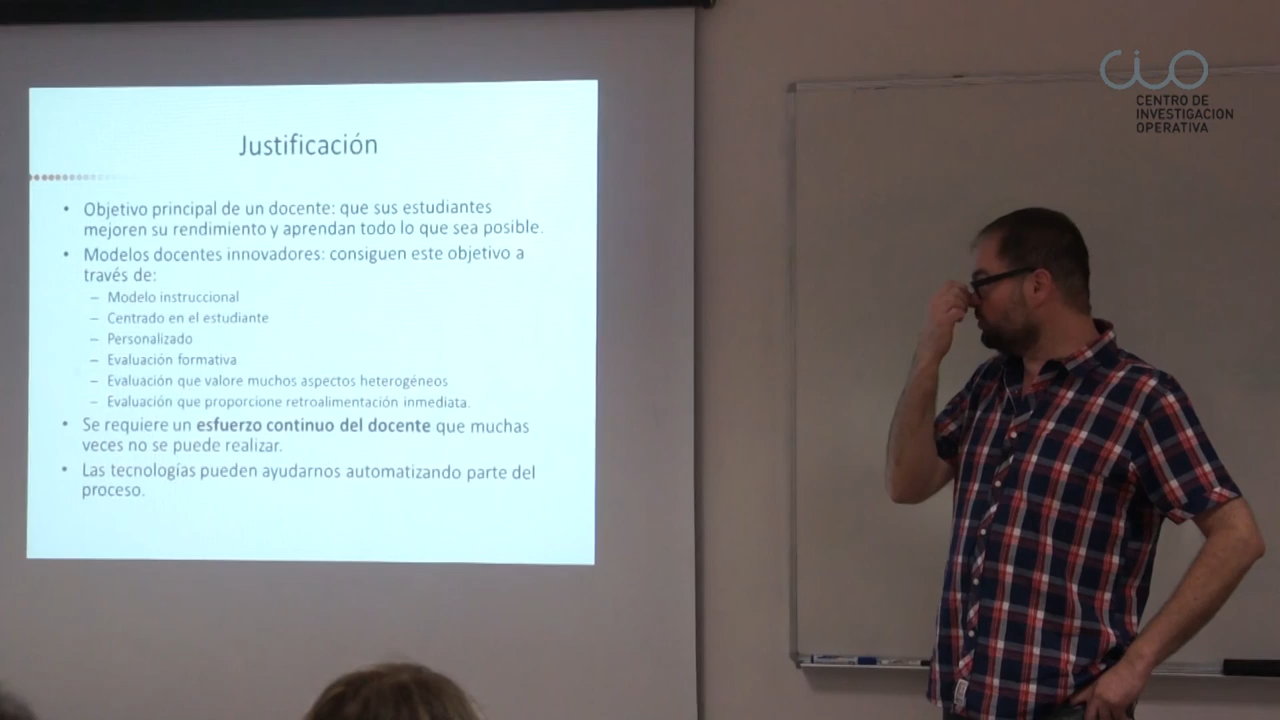 Justificación
• Objetivo principal de un docente: que sus estudiantes
mejoren su rendimiento y aprendan todo lo que sea posible.
• Modelos docentes innovadores: consiguen este objetivo a
través de:
– Modelo instruccional
– Centrado en el estudiante
– Personalizado
– Evaluación formativa
– Evaluación que valore muchos aspectos heterogéneos
– Evaluación que proporcione retroalimentación inmediata.
• Se requiere un esfuerzo continuo del docente que muchas
veces no se puede realizar.
• Las tecnologías pueden ayudarnos automatizando parte del
proceso.
CIO
CENTRO DE
INVESTIGACION
OPERATIVA